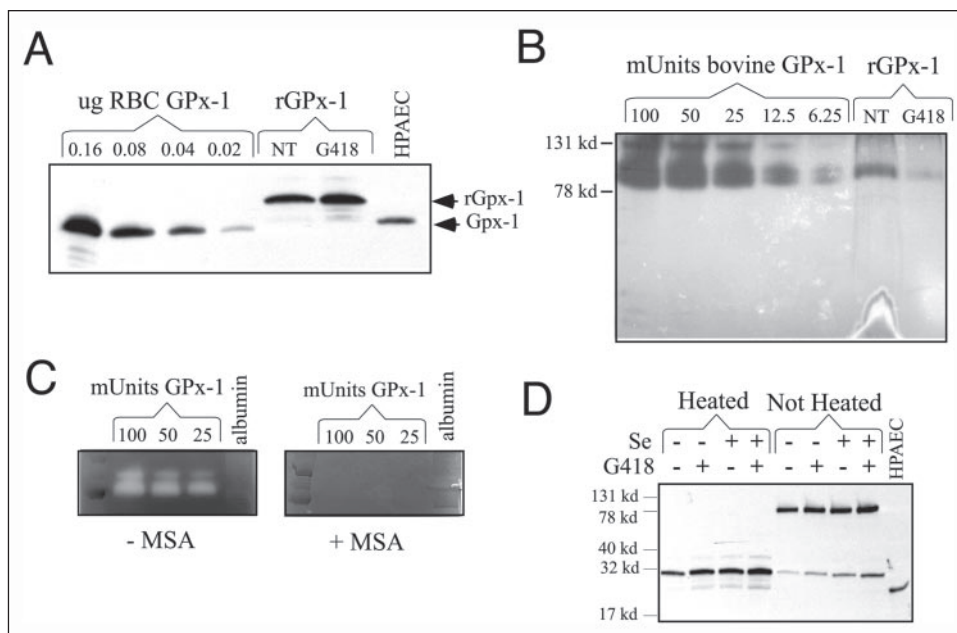 A
ug RBC GPx-1 rGPx-1 HPAEC
0.16 0.08 0.04 0.02 NT G418
rGpx-1
Gpx-1
B
mUnits bovine GPx-1 rGPx-1
100 50 25 12.5 6.25 NT G418
131 kd
78 kd
C
mUnits GPx-1 albumin
100 50 25
- MSA
mUnits GPx-1 albumin
100 50 25
+ MSA
D
Heated Not Heated
Se - - + + - - + + HPAEC
G418 - + - + - + - +
131 kd
78 kd
40 kd
32 kd
17 kd